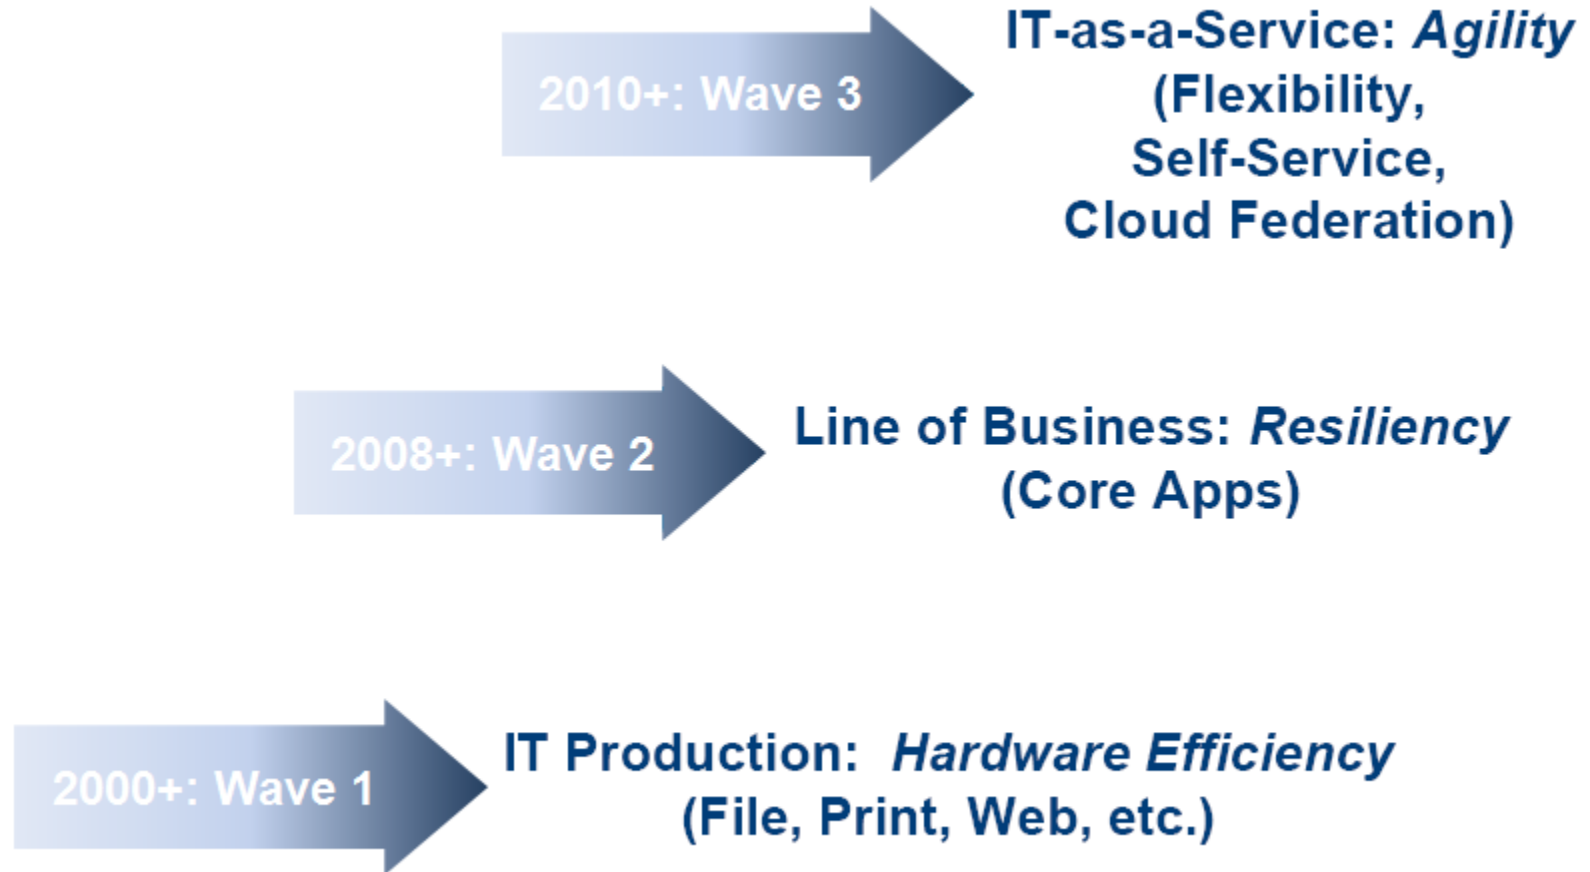 2010+: Wave 3
IT-as-a-Service: Agility
(Flexibility,
Self-Service,
Cloud Federation)
2008+: Wave 2
Line of Business: Resiliency
(Core Apps)
2000+: Wave 1
IT Production: Hardware Efficiency
(File, Print, Web, etc.)